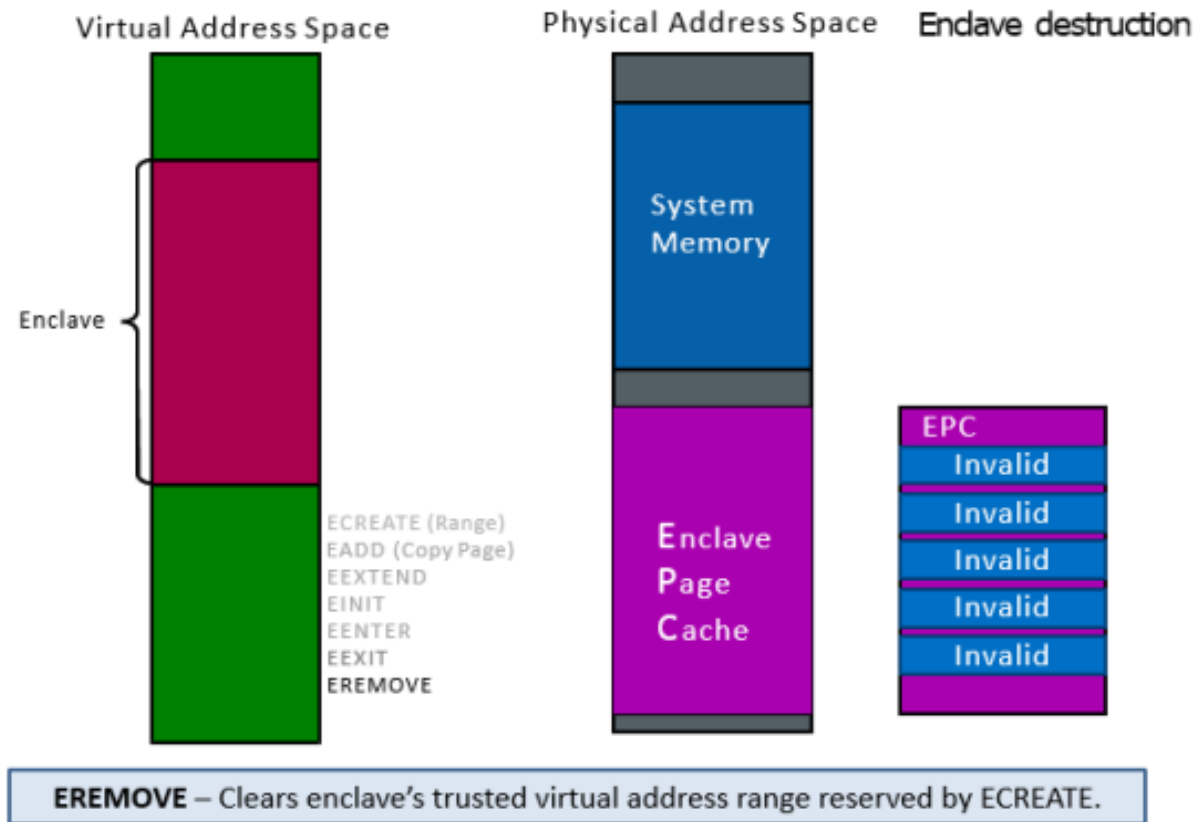 Virtual Address Space
Physical Address Space
Endave destruction
System
Memory
Enclave
EPC
Invalid
Invalid
Invalid
Invalid
Invalid
Enclave
Page
Cache
ECREATE (Range)
EADD (Copy Page)
EEXTEND
EINIT
EENTER
EEXIT
EREMOVE
EREMOVE – Clears enclave's trusted virtual address range reserved by ECREATE.